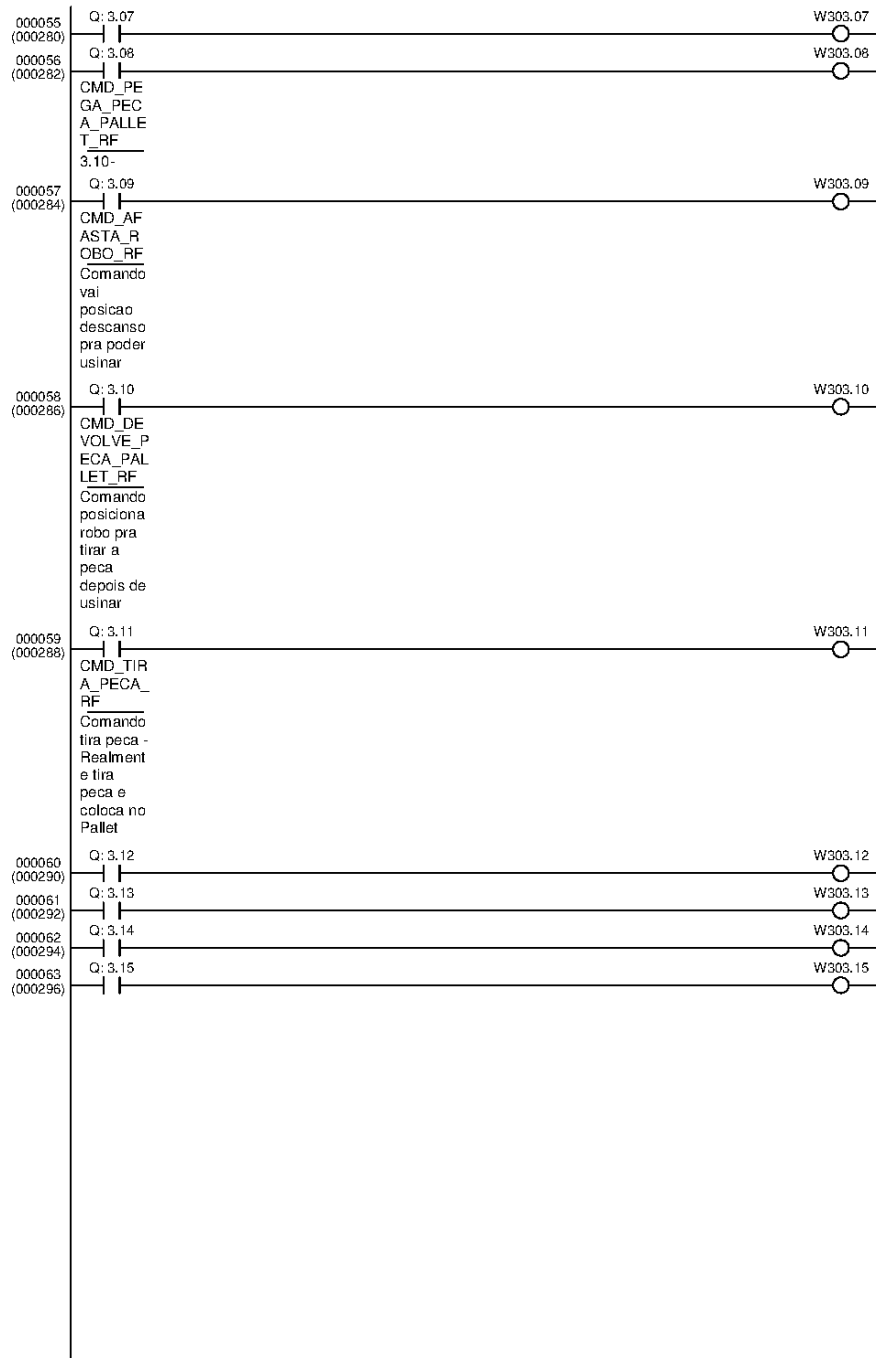 000055 Q: 3.07 W303.07
(000280)
000056 Q: 3.08 W303.08
(000282)
CMD_PE
GA_PEC
A_PALLE
T_RF
3.10-
000057 Q: 3.09 W303.09
(000284)
CMD_AF
ASTA_R
OBO_RF
Comando
vai
posicao
descanso
pra poder
usinar
000058 Q: 3.10 W303.10
(000286)
CMD_DE
VOLVE_P
ECA_PAL
LET_RF
Comando
posiciona
robo pra
tirar a
peca
depois de
usinar
000059 Q: 3.11 W303.11
(000288)
CMD_TIR
A_PECA_
RF
Comando
tira peca -
Realment
e tira
peca e
coloca no
Pallet
000060 Q: 3.12 W303.12
(000290)
000061 Q: 3.13 W303.13
(000292)
000062 Q: 3.14 W303.14
(000294)
000063 Q: 3.15 W303.15
(000296)